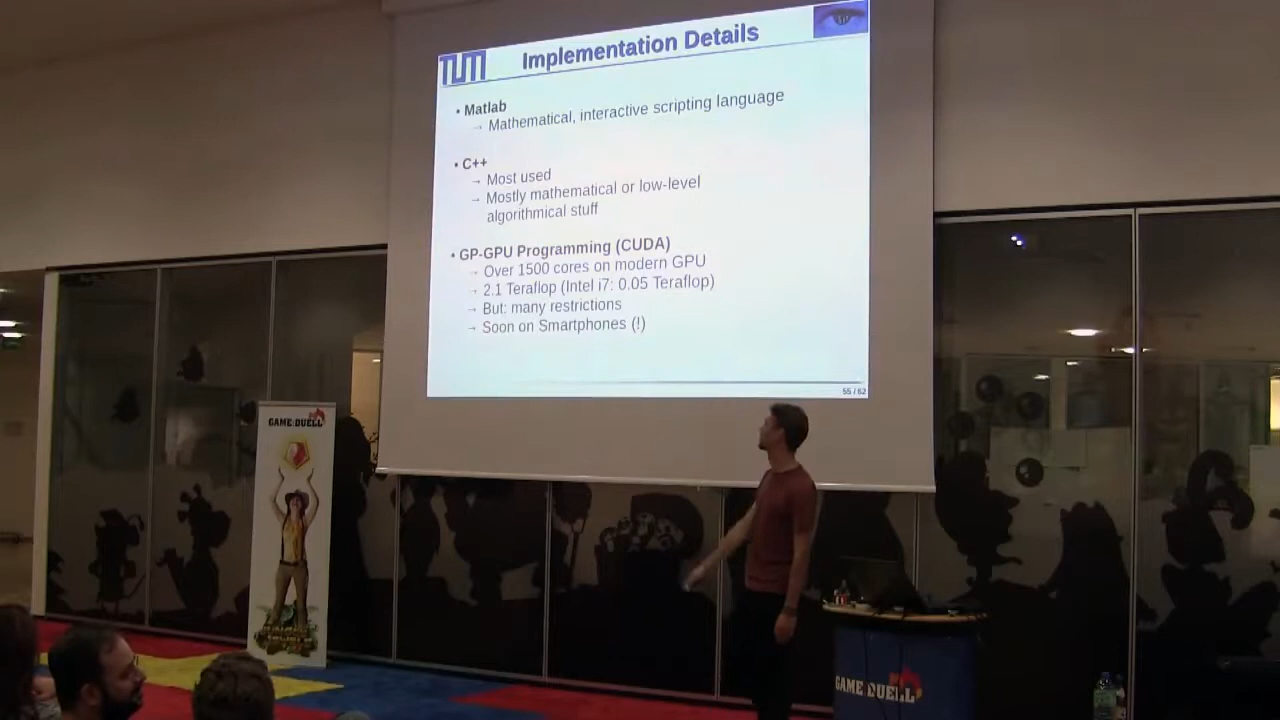 TUM
Implementation Details
• Matlab
→ Mathematical, interactive scripting language
• C++
→ Most used
→ Mostly mathematical or low-level
algorithmical stuff
• GP-GPU Programming (CUDA)
→ Over 1500 cores on modern GPU
→ 2.1 Teraflop (Intel i7: 0.05 Teraflop)
→ But: many restrictions
→ Soon on Smartphones (!)
55 / 62
GAME DUELL
GAME DUELL